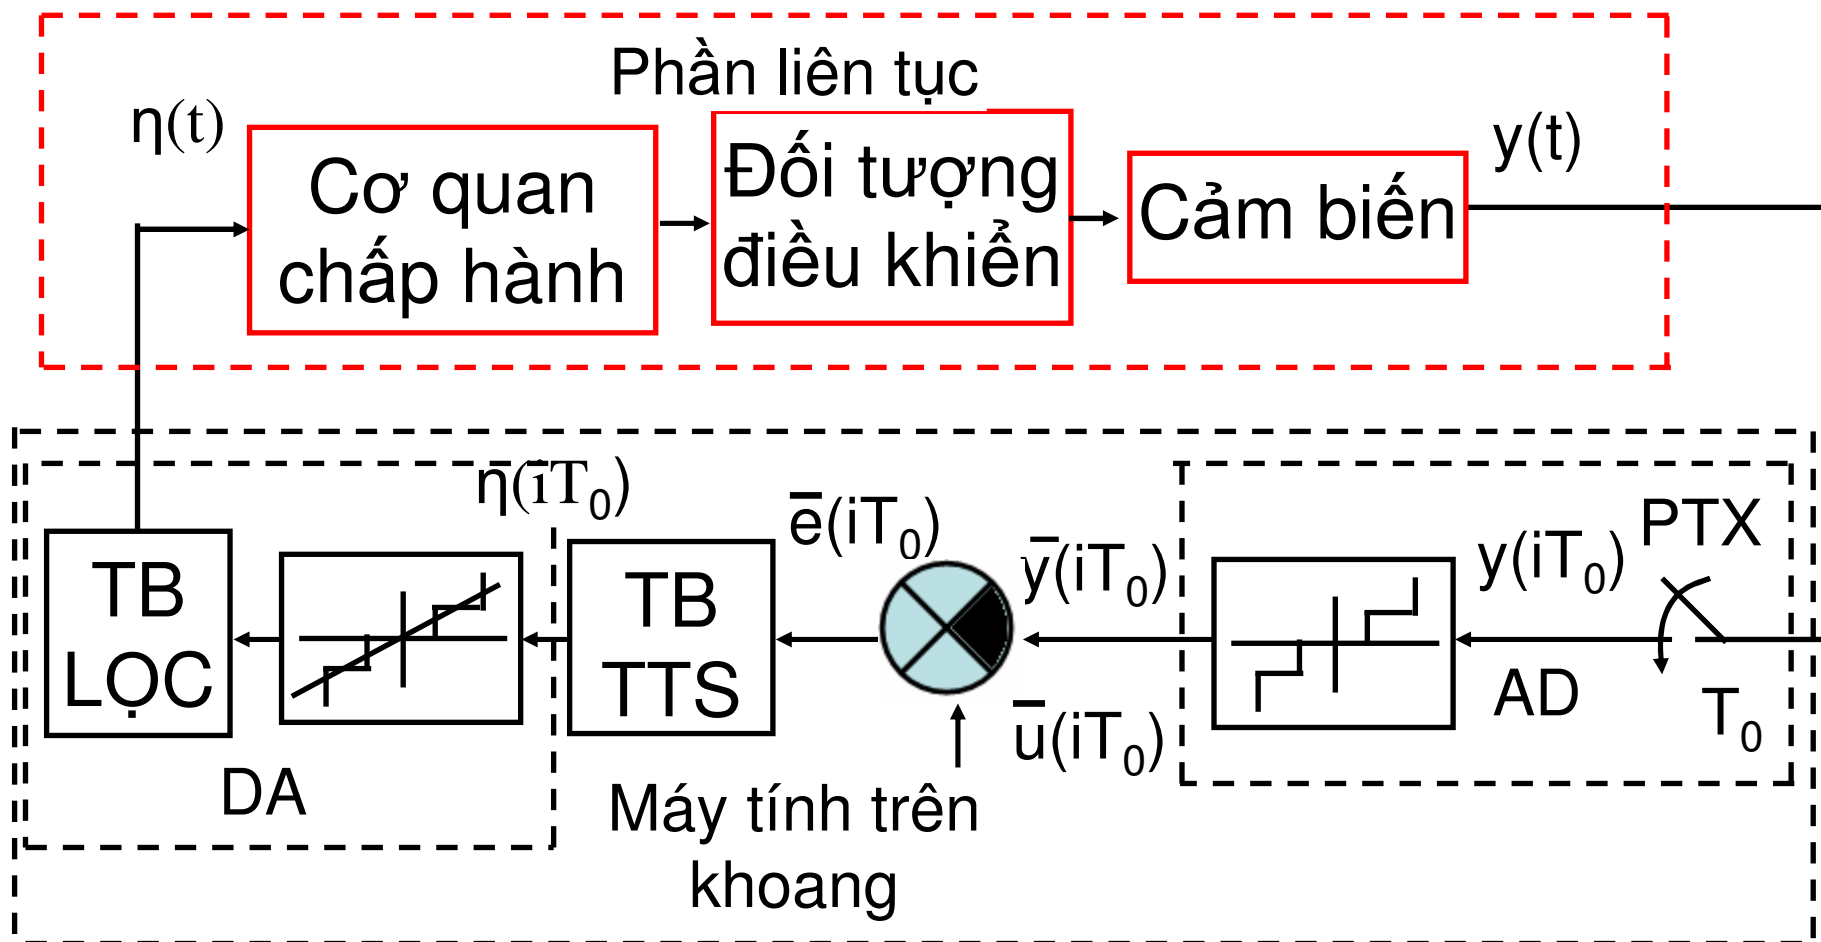 Phần liên tục
η(t)
Cơ quan
chấp hành
Đối tượng
điều khiển
Cảm biến
y(t)
η̄(iT₀)
TB
LỌC
DA
TB
TTS
e̅(iT₀)
y̅(iT₀)
u̅(iT₀)
Máy tính trên
khoang
y(iT₀)
AD
PTX
T₀